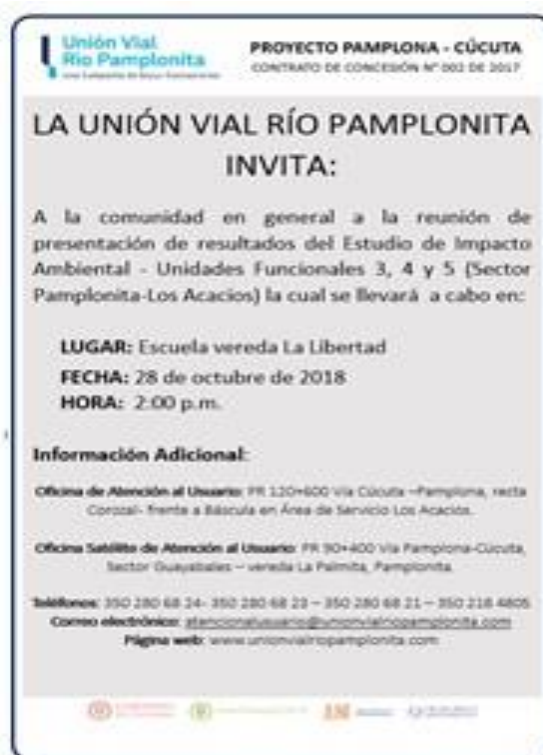 Unión Vial
Río Pamplonita
PROYECTO PAMPLONA - CÚCUTA
CONTRATO DE CONCESIÓN N° 002 DE 2017
LA UNIÓN VIAL RÍO PAMPLONITA
INVITA:
A la comunidad en general a la reunión de
presentación de resultados del Estudio de Impacto
Ambiental - Unidades Funcionales 3, 4 y 5 (Sector
Pamplonita-Los Acacios) la cual se llevará a cabo en:
LUGAR: Escuela vereda La Libertad
FECHA: 28 de octubre de 2018
HORA: 2:00 p.m.
Información Adicional:
Oficina de Atención al Usuario: PR 120+600 Vía Cúcuta –Pamplona, recta
Corozal- frente a Báscula en Área de Servicio Los Acacios.
Oficina Satélite de Atención al Usuario: PR 90+400 Vía Pamplona-Cúcuta,
Sector Guayabales – vereda La Palmita, Pamplonita.
Teléfonos: 350 280 68 24- 350 280 68 23 – 350 280 68 21 – 350 218 4805
Correo electrónico: atencionalusuario@unionvialriopamplonita.com
Página web: www.unionvialriopamplonita.com